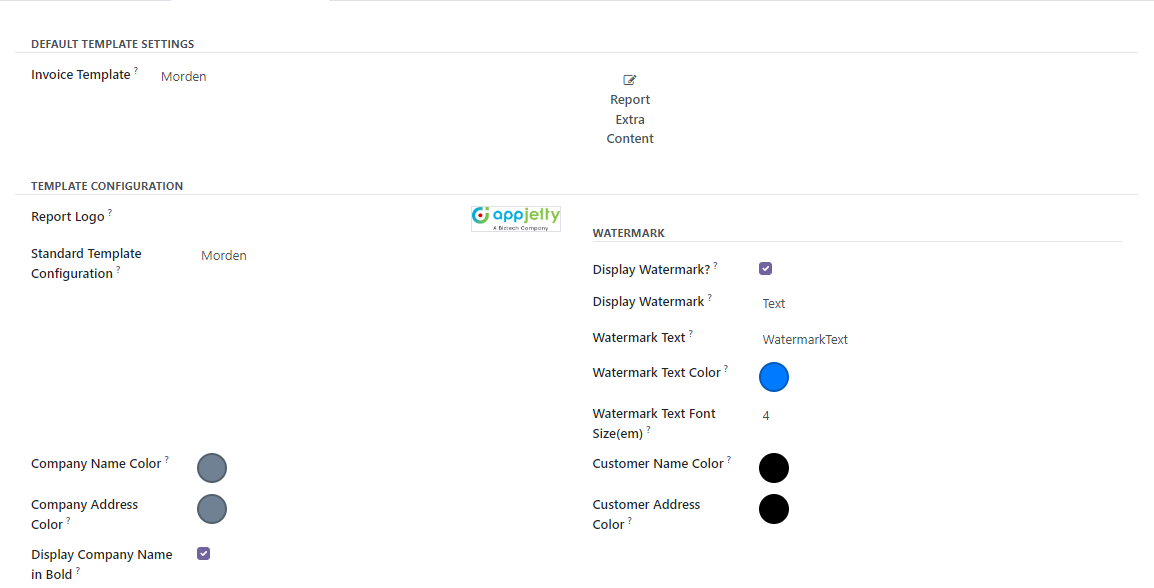 DEFAULT TEMPLATE SETTINGS
Invoice Template ?
Morden
Report
Extra
Content
TEMPLATE CONFIGURATION
Report Logo ?
appjetty
A Biztech Company
Standard Template
Configuration ?
Morden
WATERMARK
Display Watermark? ?
Display Watermark ?
Text
Watermark Text ?
WatermarkText
Watermark Text Color ?
Watermark Text Font
Size(em) ?
4
Company Name Color ?
Customer Name Color ?
Company Address
Color ?
Customer Address
Color ?
Display Company Name
in Bold ?